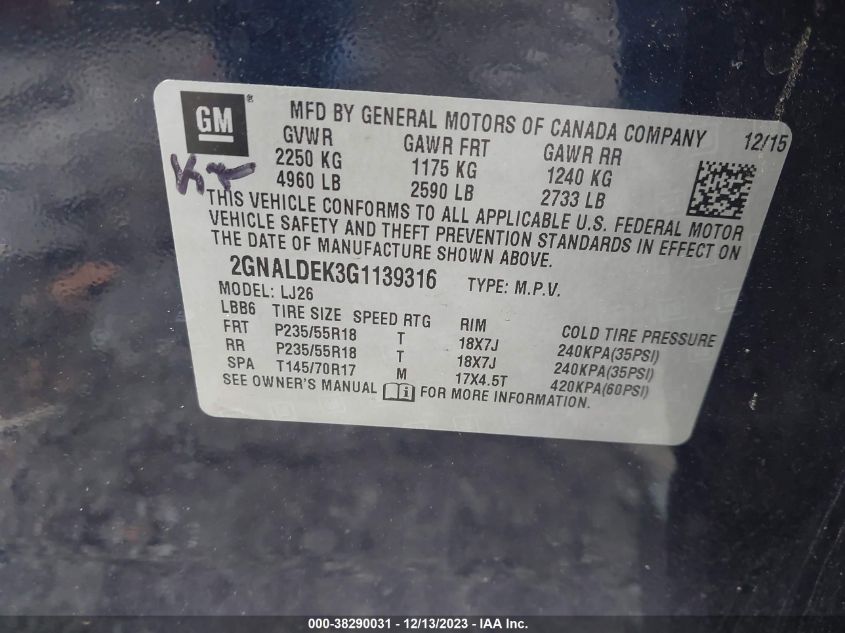 GM ®
MFD BY GENERAL MOTORS OF CANADA COMPANY 12/15
GVWR GAWR FRT GAWR RR
2250 KG 1175 KG 1240 KG
4960 LB 2590 LB 2733 LB
THIS VEHICLE CONFORMS TO ALL APPLICABLE U.S. FEDERAL MOTOR
VEHICLE SAFETY AND THEFT PREVENTION STANDARDS IN EFFECT ON
THE DATE OF MANUFACTURE SHOWN ABOVE.
2GNALDEK3G1139316 TYPE: M.P.V.
MODEL: LJ26
LBB6 TIRE SIZE SPEED RTG RIM COLD TIRE PRESSURE
FRT P235/55R18 T 18X7J 240KPA(35PSI)
RR P235/55R18 T 18X7J 240KPA(35PSI)
SPA T145/70R17 M 17X4.5T 420KPA(60PSI)
SEE OWNER'S MANUAL FOR MORE INFORMATION.
000-38290031 - 12/13/2023 - IAA Inc.